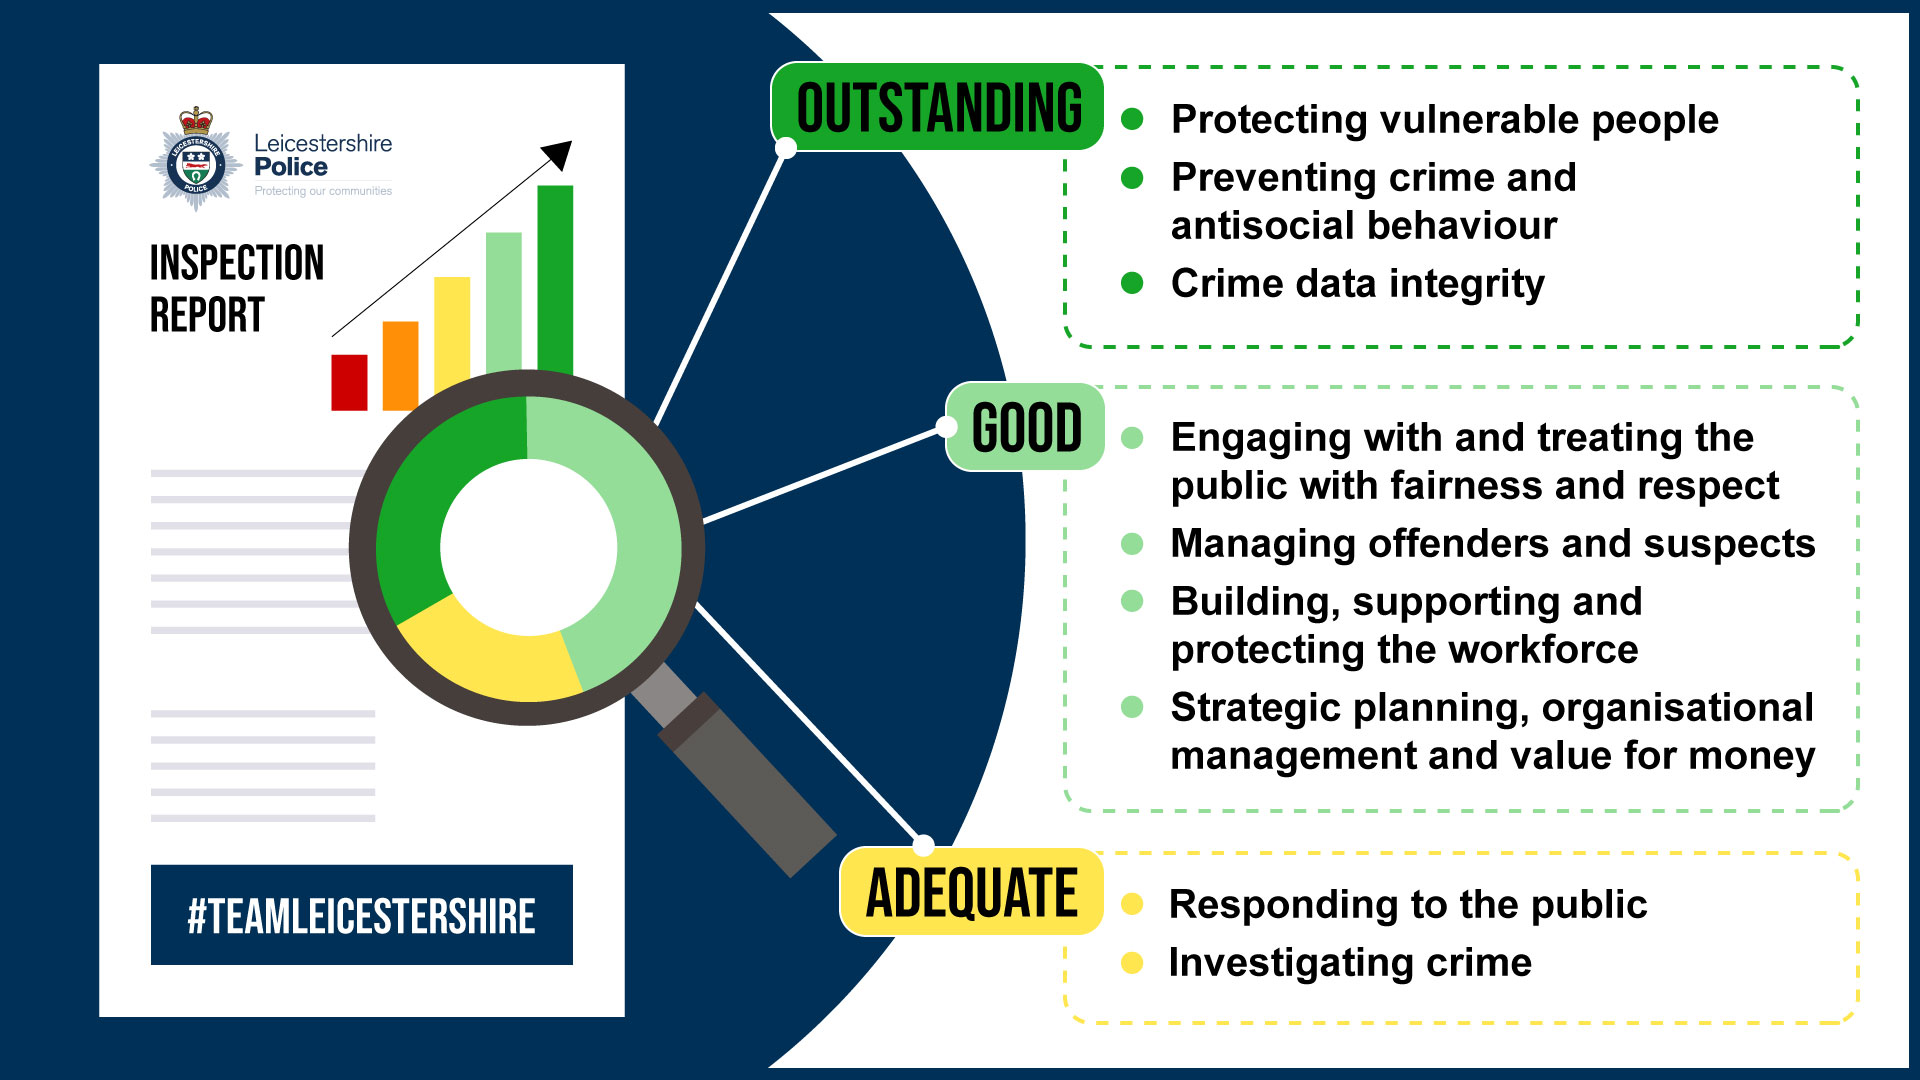 LEICESTERSHIRE
POLICE
Leicestershire
Police
Protecting our communities
INSPECTION
REPORT
#TEAMLEICESTERSHIRE
OUTSTANDING
Protecting vulnerable people
Preventing crime and
antisocial behaviour
Crime data integrity
GOOD
Engaging with and treating the
public with fairness and respect
Managing offenders and suspects
Building, supporting and
protecting the workforce
Strategic planning, organisational
management and value for money
ADEQUATE
Responding to the public
Investigating crime